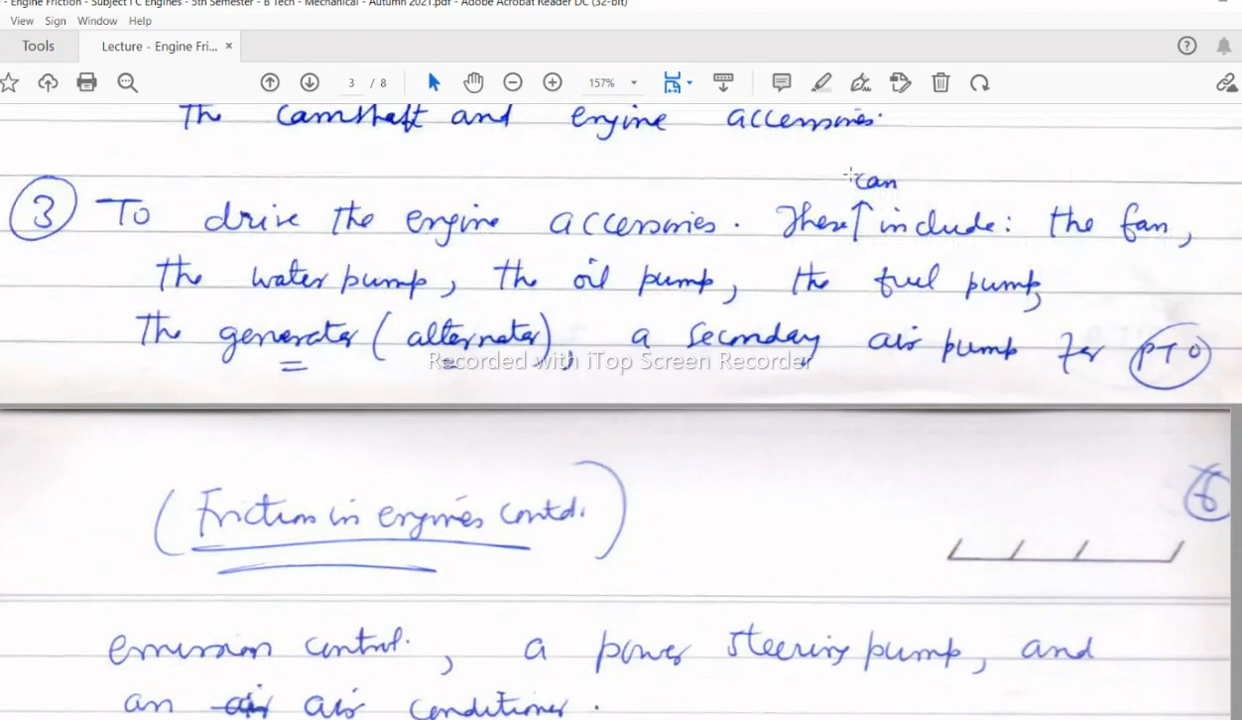 - Engine Friction - Subject I C Engines - 5th Semester - B Tech - Mechanical - Autumn 2021.pdf - Adobe Acrobat Reader DC (32-bit)
View Sign Window Help
Tools Lecture - Engine Fri... ×
3 / 8 157%
The camshaft and engine accessories.
can
③ To drive the engine accessories. These ↑ include: the fan,
the water pump, the oil pump, the fuel pump,
the generator (alternator), a seconday air pump for PTO
Recorded with iTop Screen Recorder
(Friction in engines contd.)
6
emission control, a power steering pump, and
an air air conditioner.